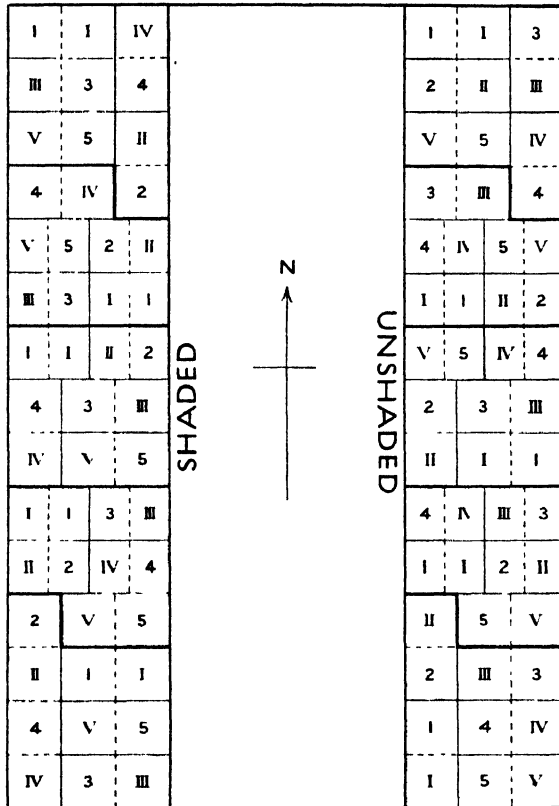 I I IV
III 3 4
V 5 II
4 IV 2
V 5 2 II
III 3 I I
I I II 2
4 3 III
IV V 5
I 1 3 III
II 2 IV 4
2 V 5
II I I
4 V 5
IV 3 III
SHADED
N
UNSHADED
1 I 3
2 II III
V 5 IV
3 III 4
4 IV 5 V
I 1 II 2
V 5 IV 4
2 3 III
II I 1
4 IV III 3
1 I 2 II
II 5 V
2 III 3
1 4 IV
I 5 V